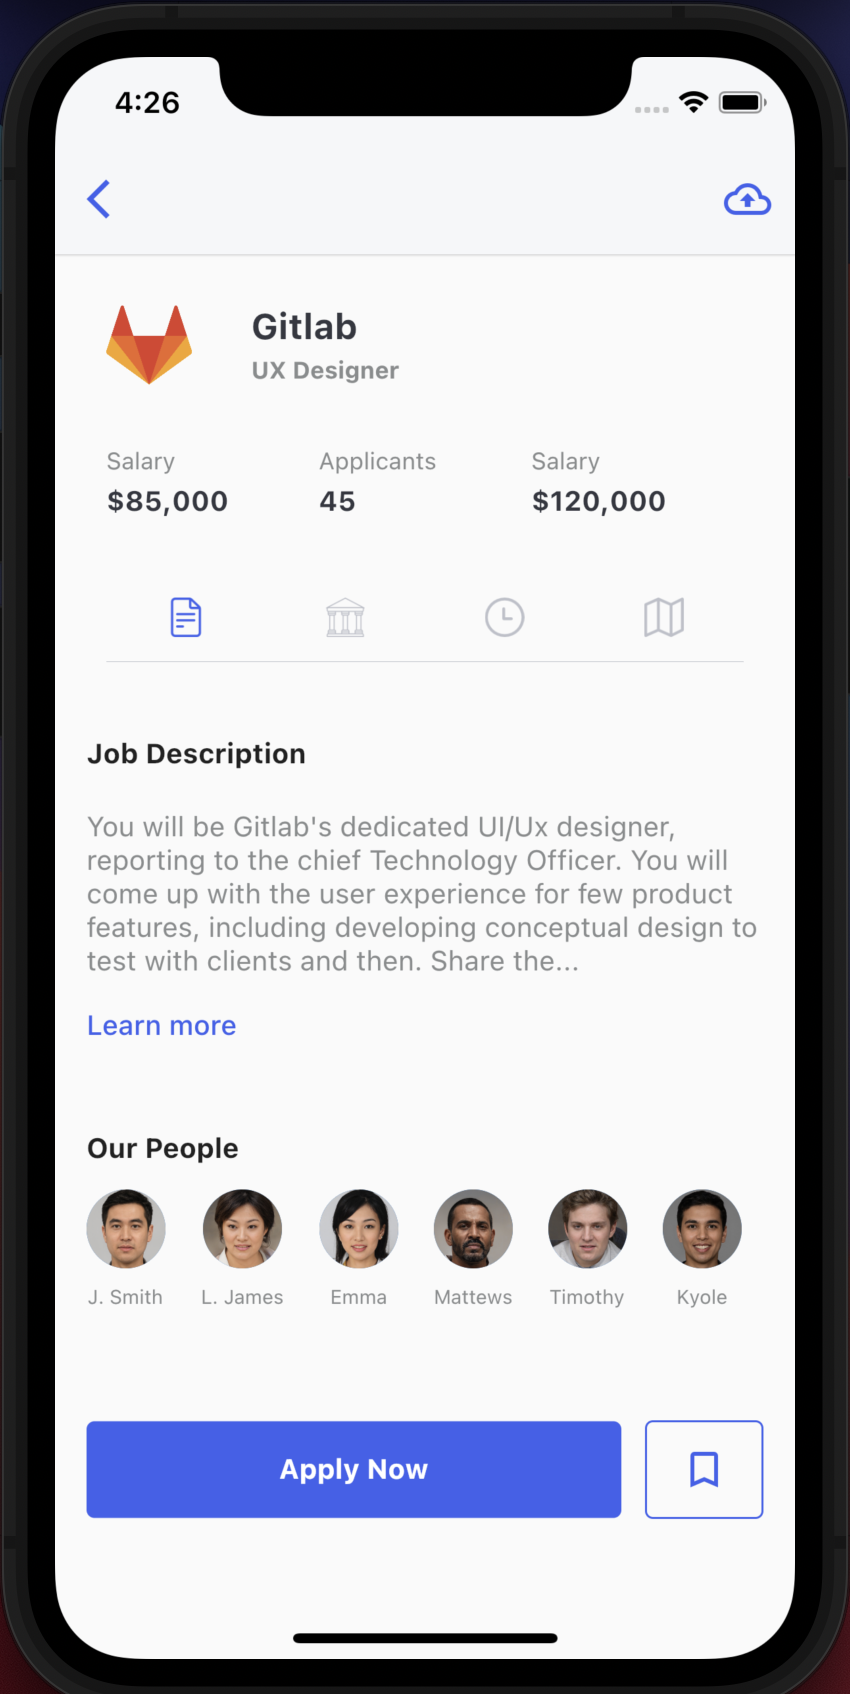 4:26
Gitlab
UX Designer
Salary Applicants Salary
$85,000 45 $120,000
Job Description
You will be Gitlab's dedicated UI/Ux designer,
reporting to the chief Technology Officer. You will
come up with the user experience for few product
features, including developing conceptual design to
test with clients and then. Share the...
Learn more
Our People
J. Smith L. James Emma Mattews Timothy Kyole
Apply Now